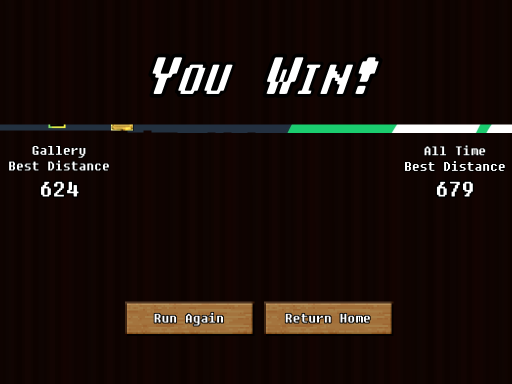 You Win!
Gallery
Best Distance
624
All Time
Best Distance
679
Run Again
Return Home